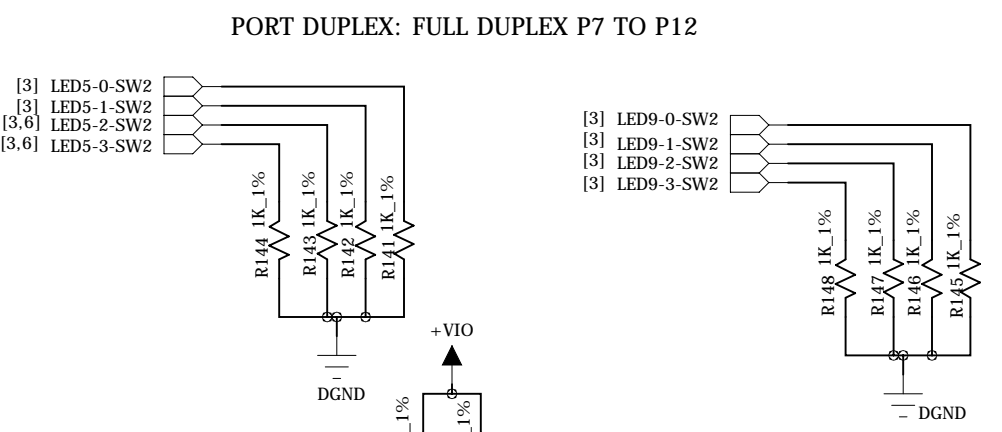 PORT DUPLEX: FULL DUPLEX P7 TO P12
[3] LED5-0-SW2
[3] LED5-1-SW2
[3,6] LED5-2-SW2
[3,6] LED5-3-SW2
R144 1K_1%
R143 1K_1%
R142 1K_1%
R141 1K_1%
DGND
+VIO
_1%
_1%
[3] LED9-0-SW2
[3] LED9-1-SW2
[3] LED9-2-SW2
[3] LED9-3-SW2
R148 1K_1%
R147 1K_1%
R146 1K_1%
R145 1K_1%
DGND